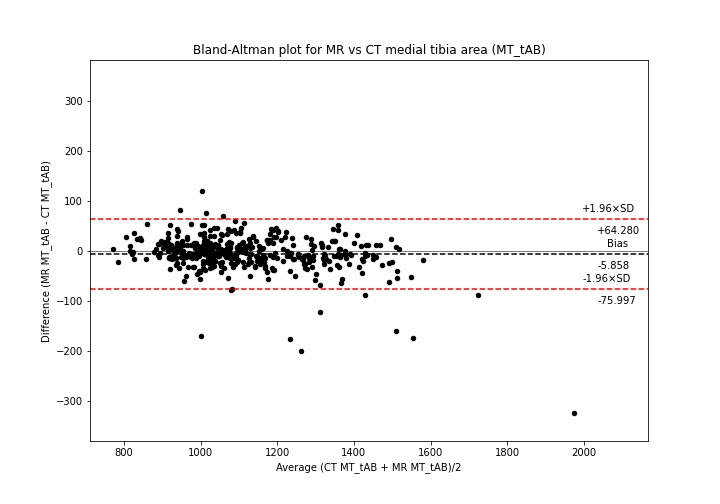 Bland-Altman plot for MR vs CT medial tibia area (MT_tAB)
Difference (MR MT_tAB - CT MT_tAB)
300
200
100
0
−100
−200
−300
+1.96×SD
+64.280
Bias
-5.858
-1.96×SD
-75.997
800 1000 1200 1400 1600 1800 2000
Average (CT MT_tAB + MR MT_tAB)/2